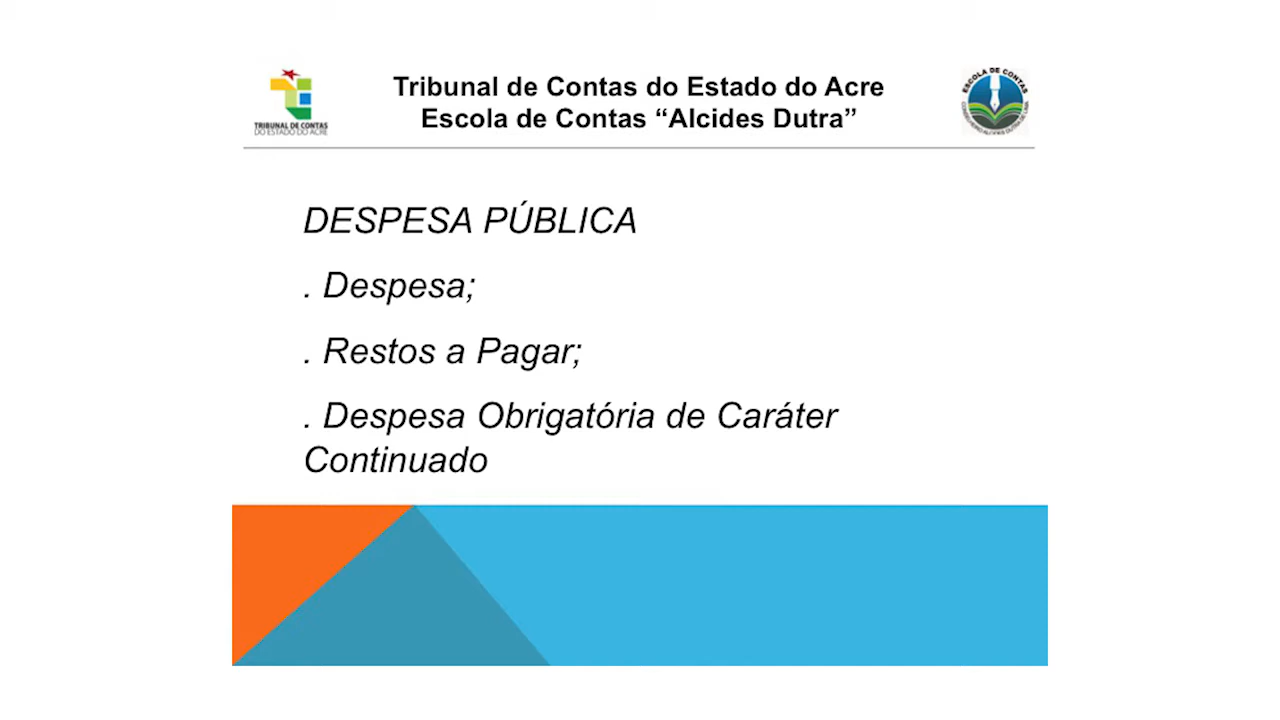 Tribunal de Contas do Estado do Acre
Escola de Contas “Alcides Dutra”
TRIBUNAL DE CONTAS
DO ESTADO DO ACRE
ESCOLA DE CONTAS
DESPESA PÚBLICA
. Despesa;
. Restos a Pagar;
. Despesa Obrigatória de Caráter
Continuado